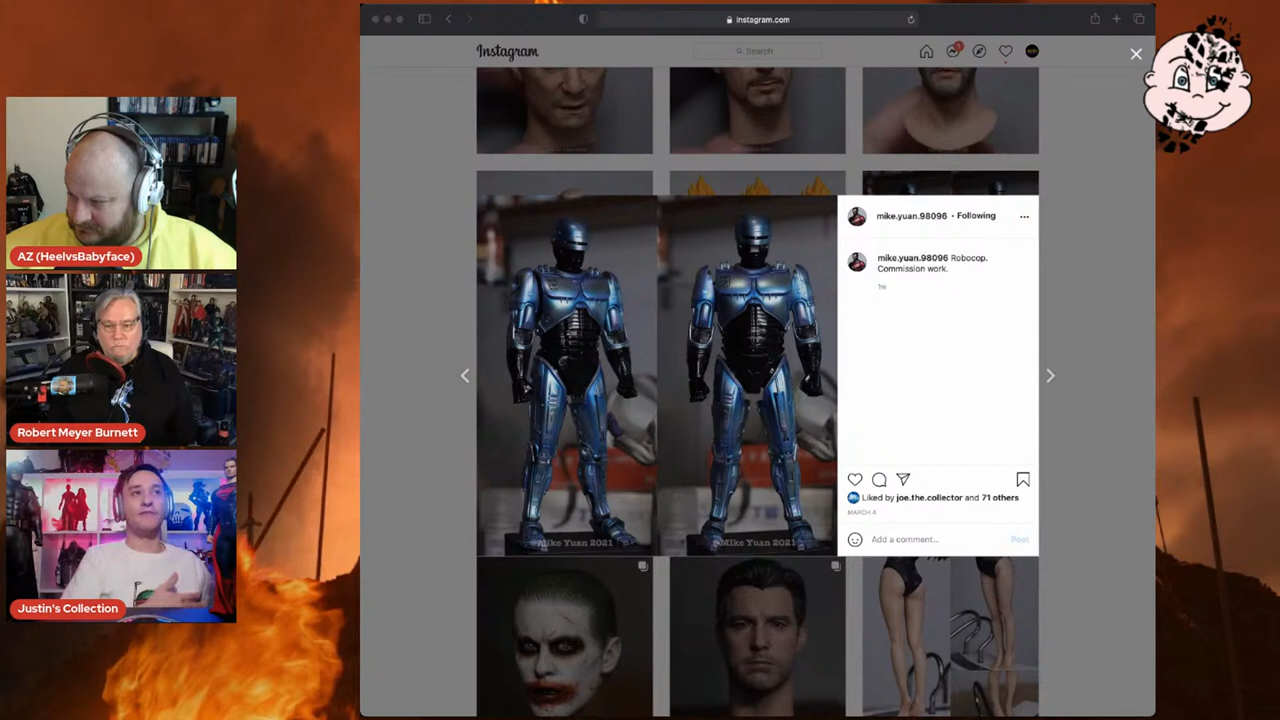 instagram.com
Instagram
Search
mike.yuan.98096 • Following
mike.yuan.98096 Robocop.
Commission work.
1w
Liked by joe.the.collector and 71 others
MARCH 4
Add a comment...
Post
Mike Yuan 2021
Mike Yuan 2021
AZ (HeelvsBabyface)
Robert Meyer Burnett
Justin's Collection